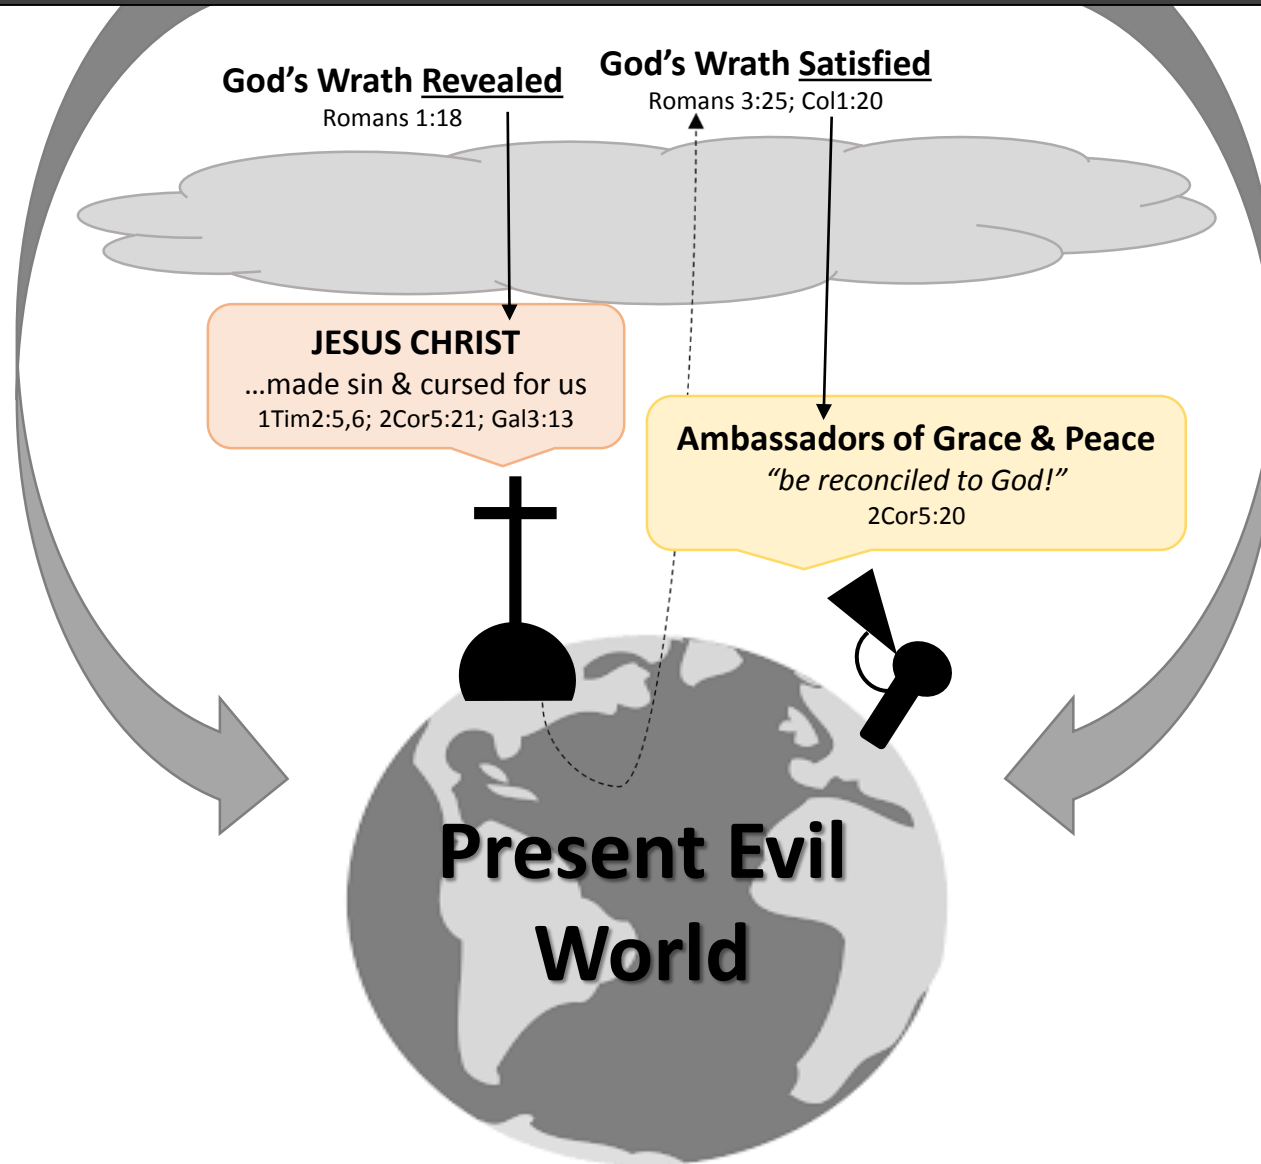 God’s Wrath Revealed
Romans 1:18
God’s Wrath Satisfied
Romans 3:25; Col1:20
JESUS CHRIST
...made sin & cursed for us
1Tim2:5,6; 2Cor5:21; Gal3:13
Ambassadors of Grace & Peace
“be reconciled to God!”
2Cor5:20
Present Evil
World